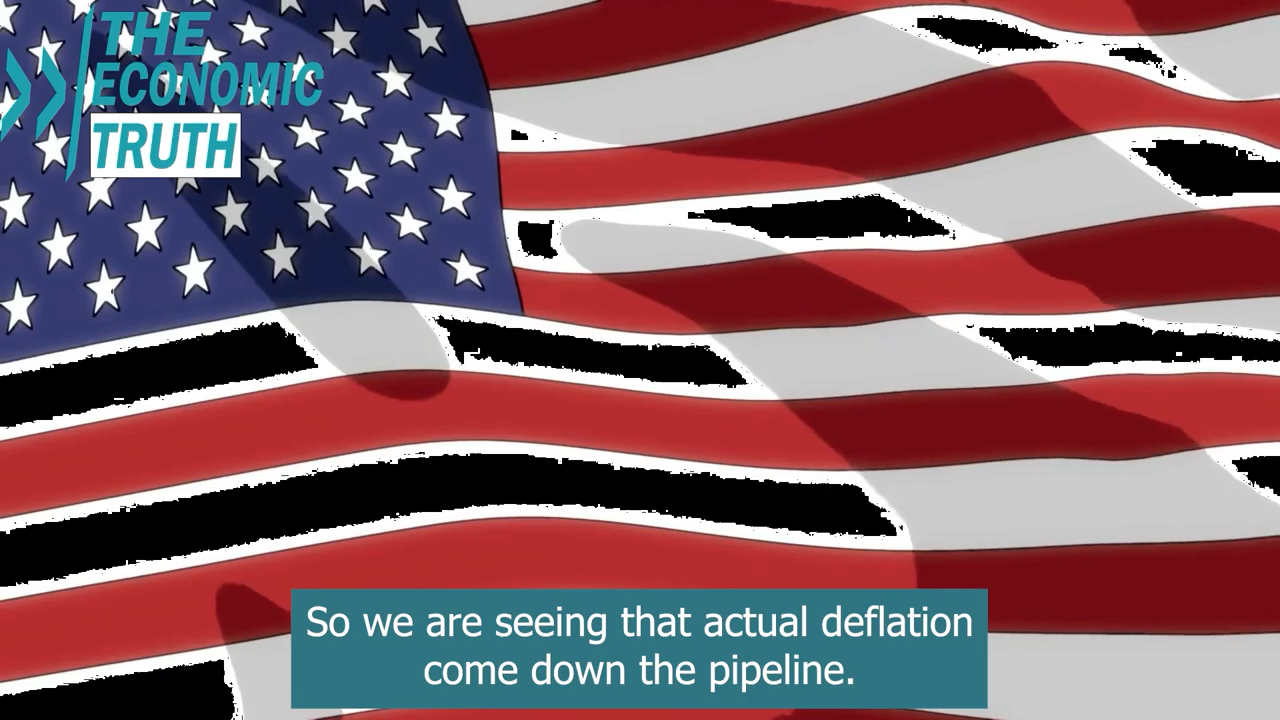 THE
ECONOMIC
TRUTH
So we are seeing that actual deflation
come down the pipeline.